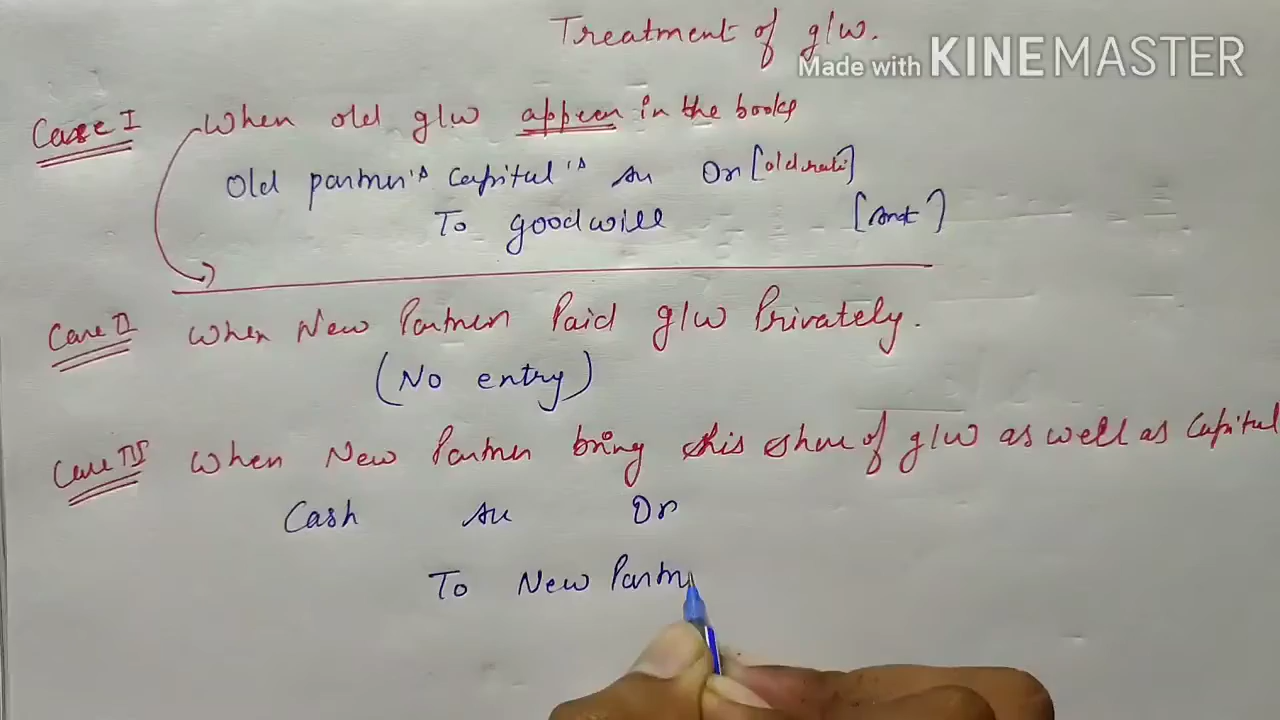 Treatment of g/w.
Made with KINEMASTER
Case I When old g/w appear in the books
Old partner's Capital's A/c Dr [old ratio]
To goodwill [Amt]
Case II When New Partner Paid g/w Privately.
(No entry)
Case III When New Partner bring his share of g/w as well as Capital
Cash A/c Dr
To New Partn